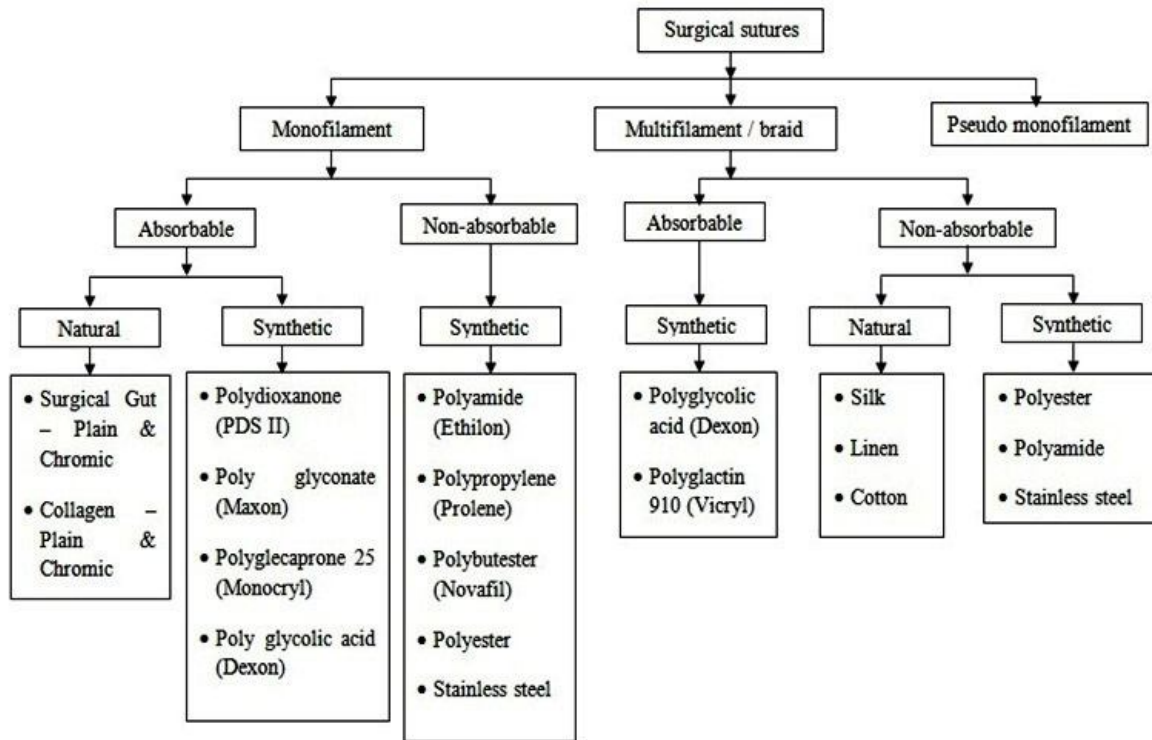 Surgical sutures
Monofilament
Multifilament / braid
Pseudo monofilament
Absorbable
Non-absorbable
Absorbable
Non-absorbable
Natural
Synthetic
Synthetic
Synthetic
Natural
Synthetic
• Surgical Gut
– Plain &
Chromic
• Collagen –
Plain &
Chromic
• Polydioxanone
(PDS II)
• Poly glyconate
(Maxon)
• Polyglecaprone 25
(Monocryl)
• Poly glycolic acid
(Dexon)
• Polyamide
(Ethilon)
• Polypropylene
(Prolene)
• Polybutester
(Novafil)
• Polyester
• Stainless steel
• Polyglycolic
acid (Dexon)
• Polyglactin
910 (Vicryl)
• Silk
• Linen
• Cotton
• Polyester
• Polyamide
• Stainless steel